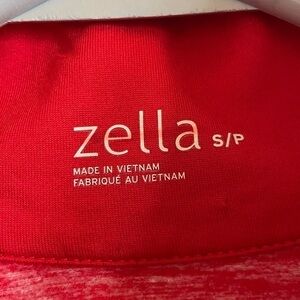 zella S/P
MADE IN VIETNAM
FABRIQUÉ AU VIETNAM